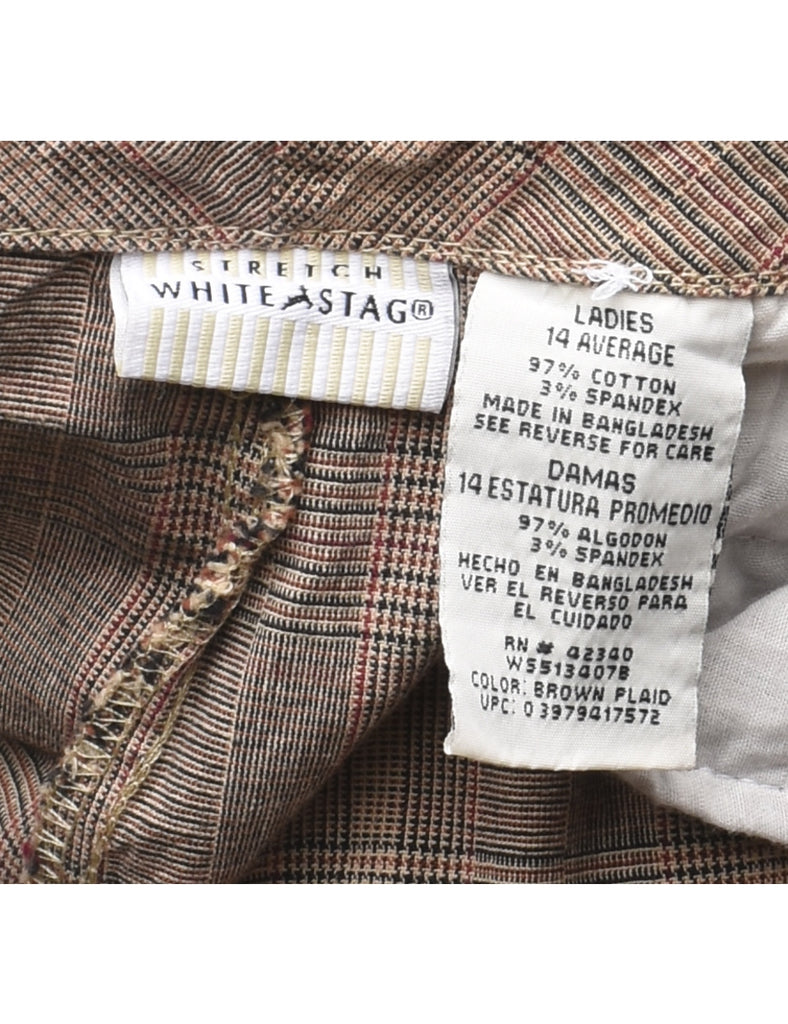 STRETCH
WHITE STAG®
LADIES
14 AVERAGE
97% COTTON
3% SPANDEX
MADE IN BANGLADESH
SEE REVERSE FOR CARE
DAMAS
14 ESTATURA PROMEDIO
97% ALGODON
3% SPANDEX
HECHO EN BANGLADESH
VER EL REVERSO PARA
EL CUIDADO
RN # 42340
WS513407B
COLOR: BROWN PLAID
UPC: 0 3979417572